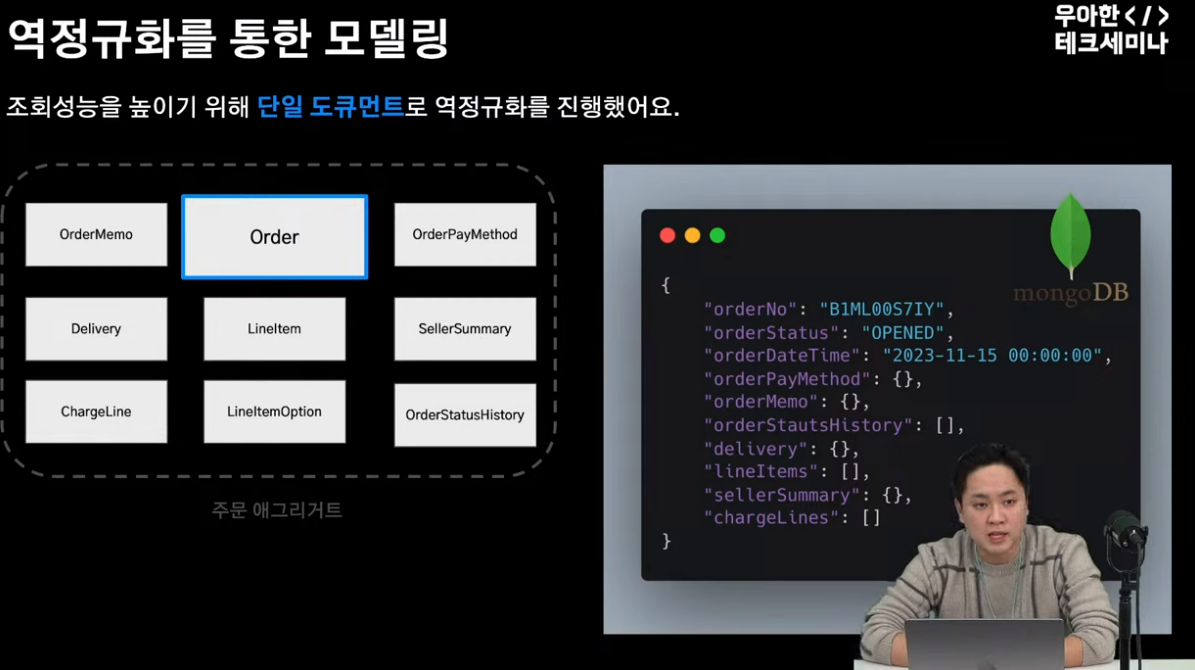 역정규화를 통한 모델링
우아한</>
테크세미나
조회성능을 높이기 위해 단일 도큐먼트로 역정규화를 진행했어요.
OrderMemo
Order
OrderPayMethod
Delivery
LineItem
SellerSummary
ChargeLine
LineItemOption
OrderStatusHistory
주문 애그리거트
mongoDB
{
"orderNo": "B1ML00S7IY",
"orderStatus": "OPENED",
"orderDateTime": "2023-11-15 00:00:00",
"orderPayMethod": {},
"orderMemo": {},
"orderStautsHistory": [],
"delivery": {},
"lineItems": [],
"sellerSummary": {},
"chargeLines": []
}